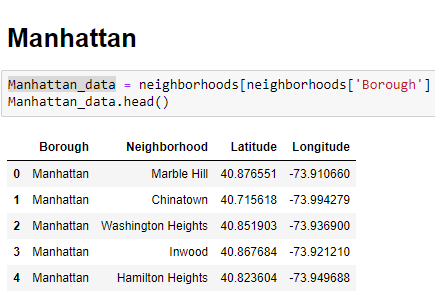 Manhattan
Manhattan_data = neighborhoods[neighborhoods['Borough']
Manhattan_data.head()
Borough Neighborhood Latitude Longitude
0 Manhattan Marble Hill 40.876551 -73.910660
1 Manhattan Chinatown 40.715618 -73.994279
2 Manhattan Washington Heights 40.851903 -73.936900
3 Manhattan Inwood 40.867684 -73.921210
4 Manhattan Hamilton Heights 40.823604 -73.949688